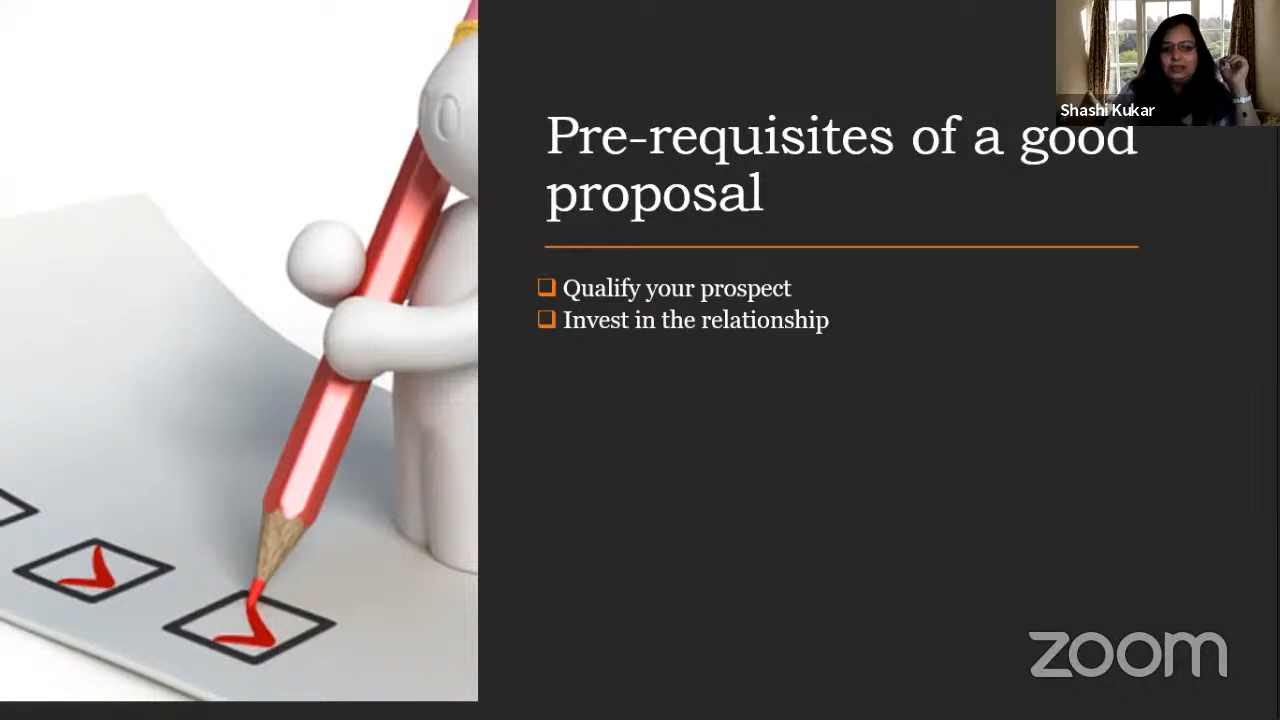 Shashi Kukar
Pre-requisites of a good
proposal
Qualify your prospect
Invest in the relationship
zoom